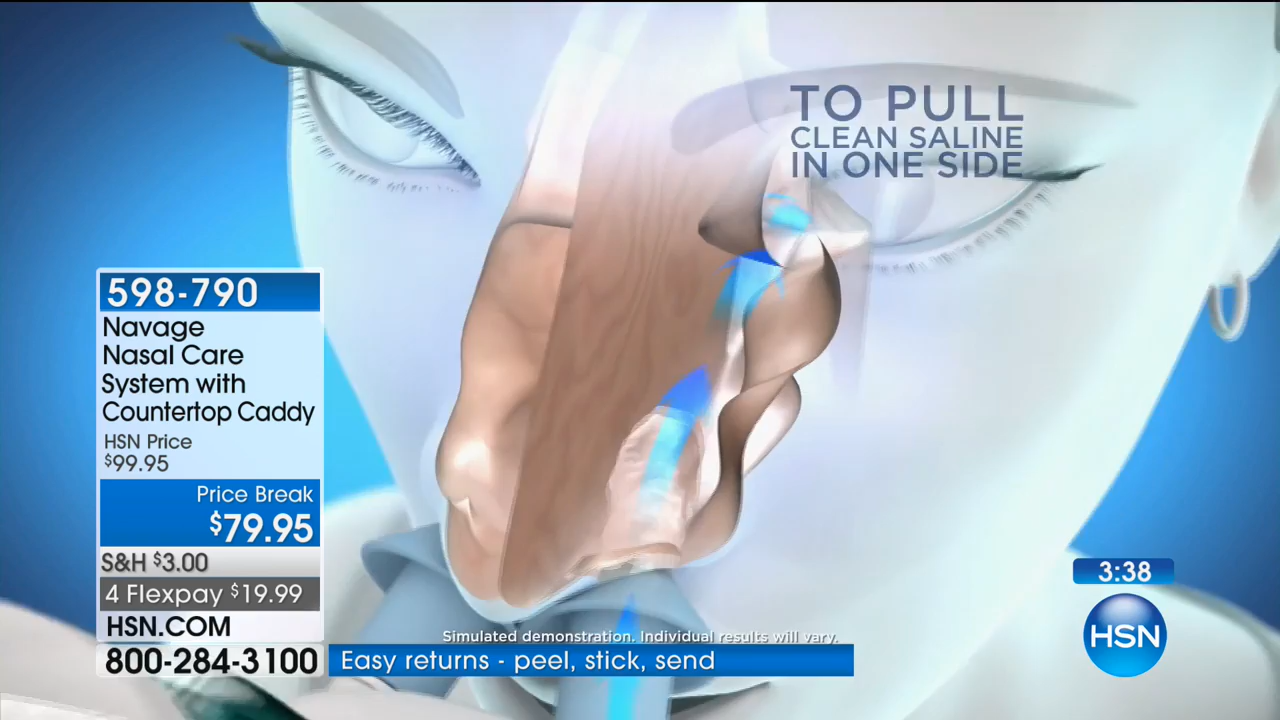 TO PULL
CLEAN SALINE
IN ONE SIDE
598-790
Navage
Nasal Care
System with
Countertop Caddy
HSN Price
$99.95
Price Break
$79.95
S&H $3.00
4 Flexpay $19.99
HSN.COM
800-284-3100
Simulated demonstration. Individual results will vary.
Easy returns - peel, stick, send
3:38
HSN